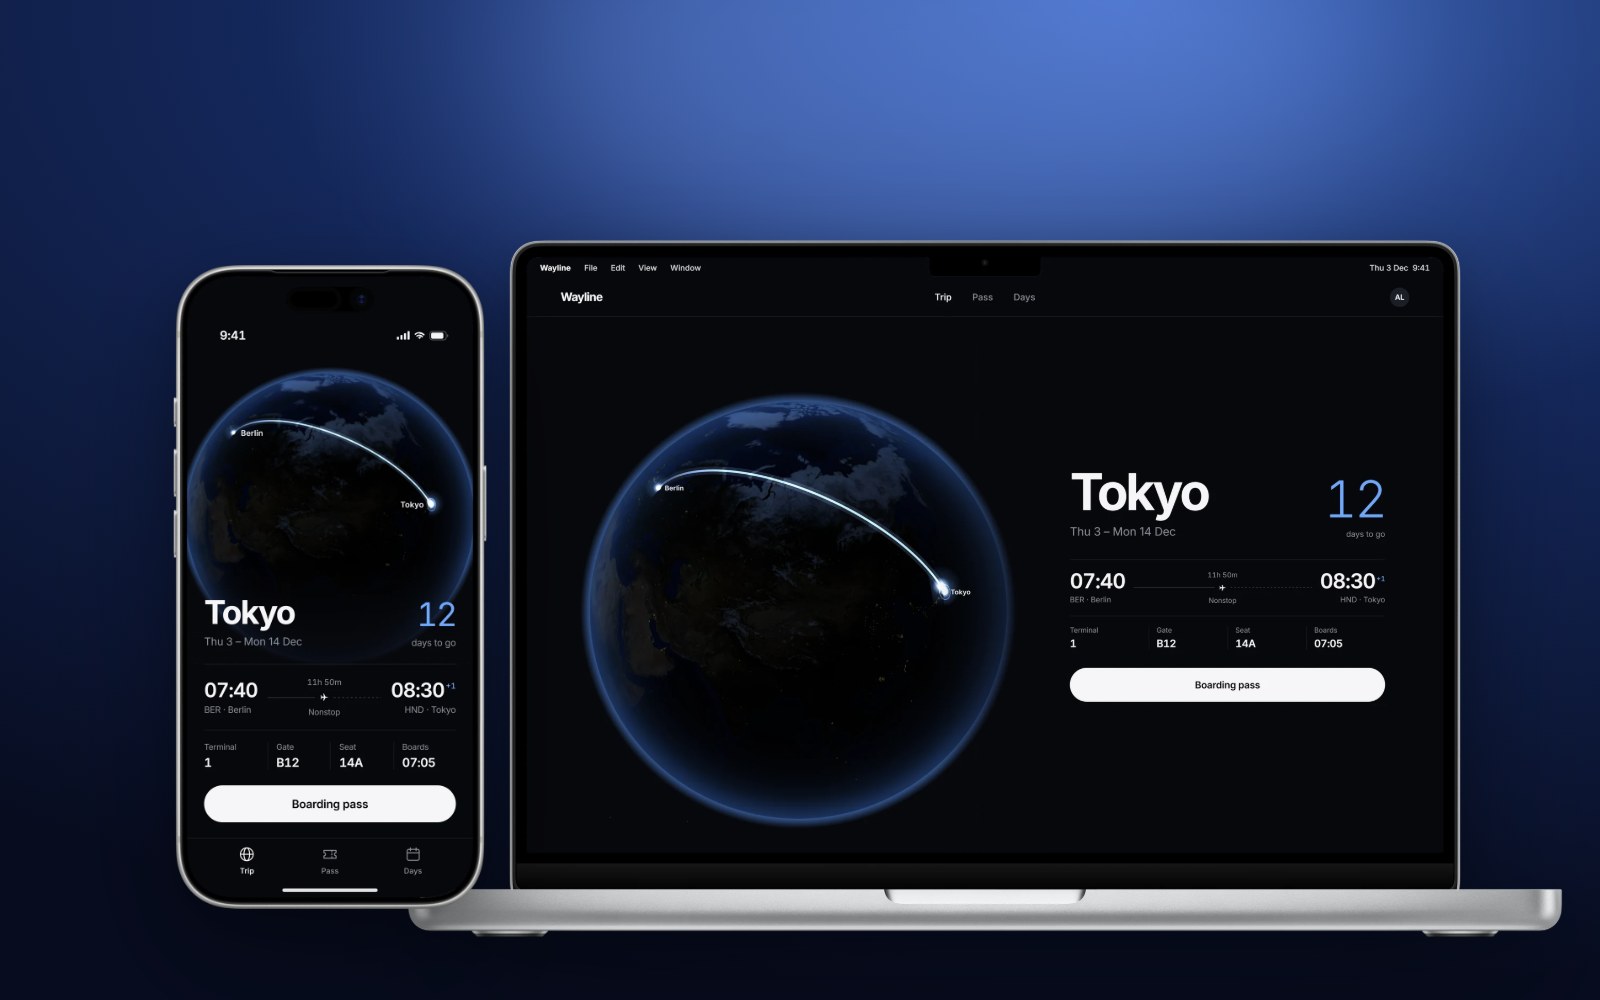 9:41
Berlin
Tokyo
Tokyo
12
Thu 3 – Mon 14 Dec
days to go
07:40
11h 50m
08:30+1
BER · Berlin
Nonstop
HND · Tokyo
Terminal
Gate
Seat
Boards
1
B12
14A
07:05
Boarding pass
Trip
Pass
Days
Wayline File Edit View Window
Thu 3 Dec 9:41
Wayline
Trip Pass Days
AL
Berlin
Tokyo
Tokyo
12
Thu 3 – Mon 14 Dec
days to go
07:40
11h 50m
08:30+1
BER · Berlin
Nonstop
HND · Tokyo
Terminal
Gate
Seat
Boards
1
B12
14A
07:05
Boarding pass